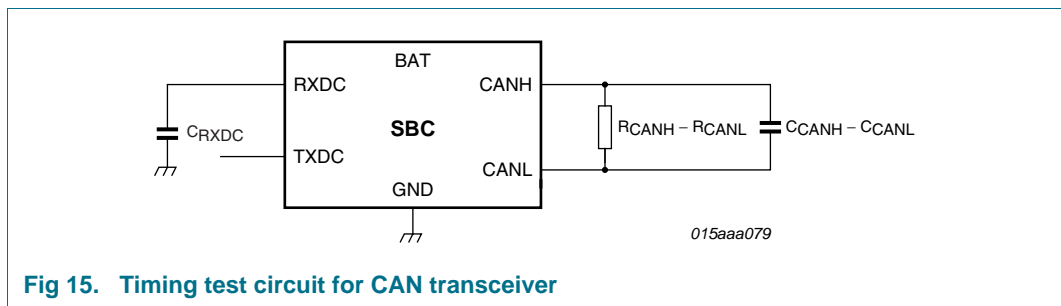 BAT
RXDC
CANH
CRXDC
SBC
RCANH – RCANL
CCANH – CCANL
TXDC
CANL
GND
015aaa079
Fig 15. Timing test circuit for CAN transceiver